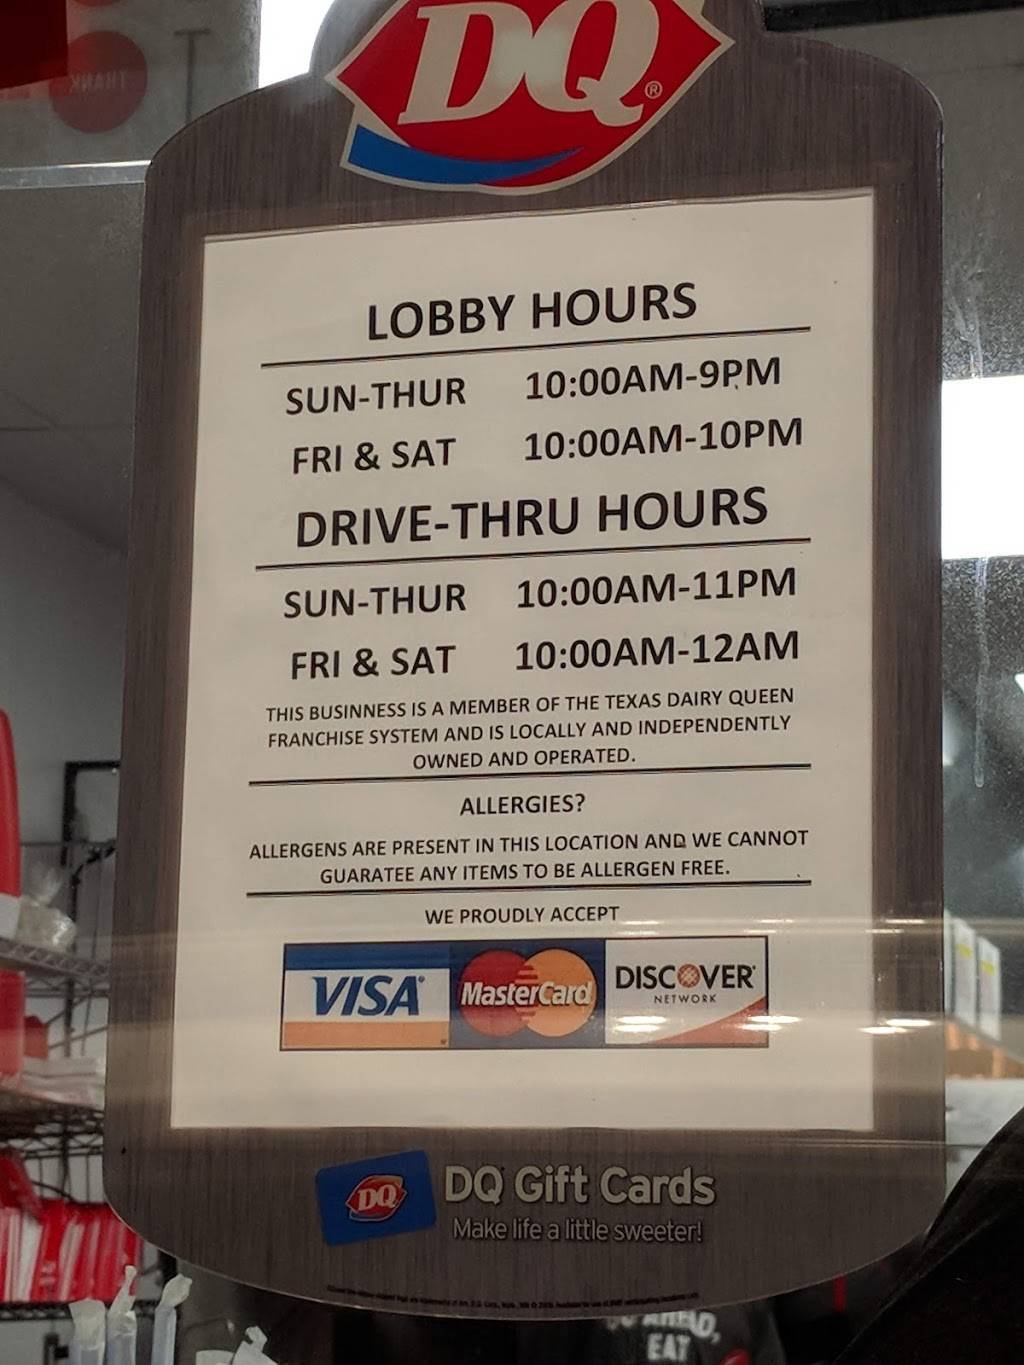 THANK
DQ®
LOBBY HOURS
SUN-THUR 10:00AM-9PM
FRI & SAT 10:00AM-10PM
DRIVE-THRU HOURS
SUN-THUR 10:00AM-11PM
FRI & SAT 10:00AM-12AM
THIS BUSINNESS IS A MEMBER OF THE TEXAS DAIRY QUEEN
FRANCHISE SYSTEM AND IS LOCALLY AND INDEPENDENTLY
OWNED AND OPERATED.
ALLERGIES?
ALLERGENS ARE PRESENT IN THIS LOCATION AND WE CANNOT
GUARATEE ANY ITEMS TO BE ALLERGEN FREE.
WE PROUDLY ACCEPT
VISA® MasterCard DISCOVER®
NETWORK
DQ DQ Gift Cards
Make life a little sweeter!
EAT